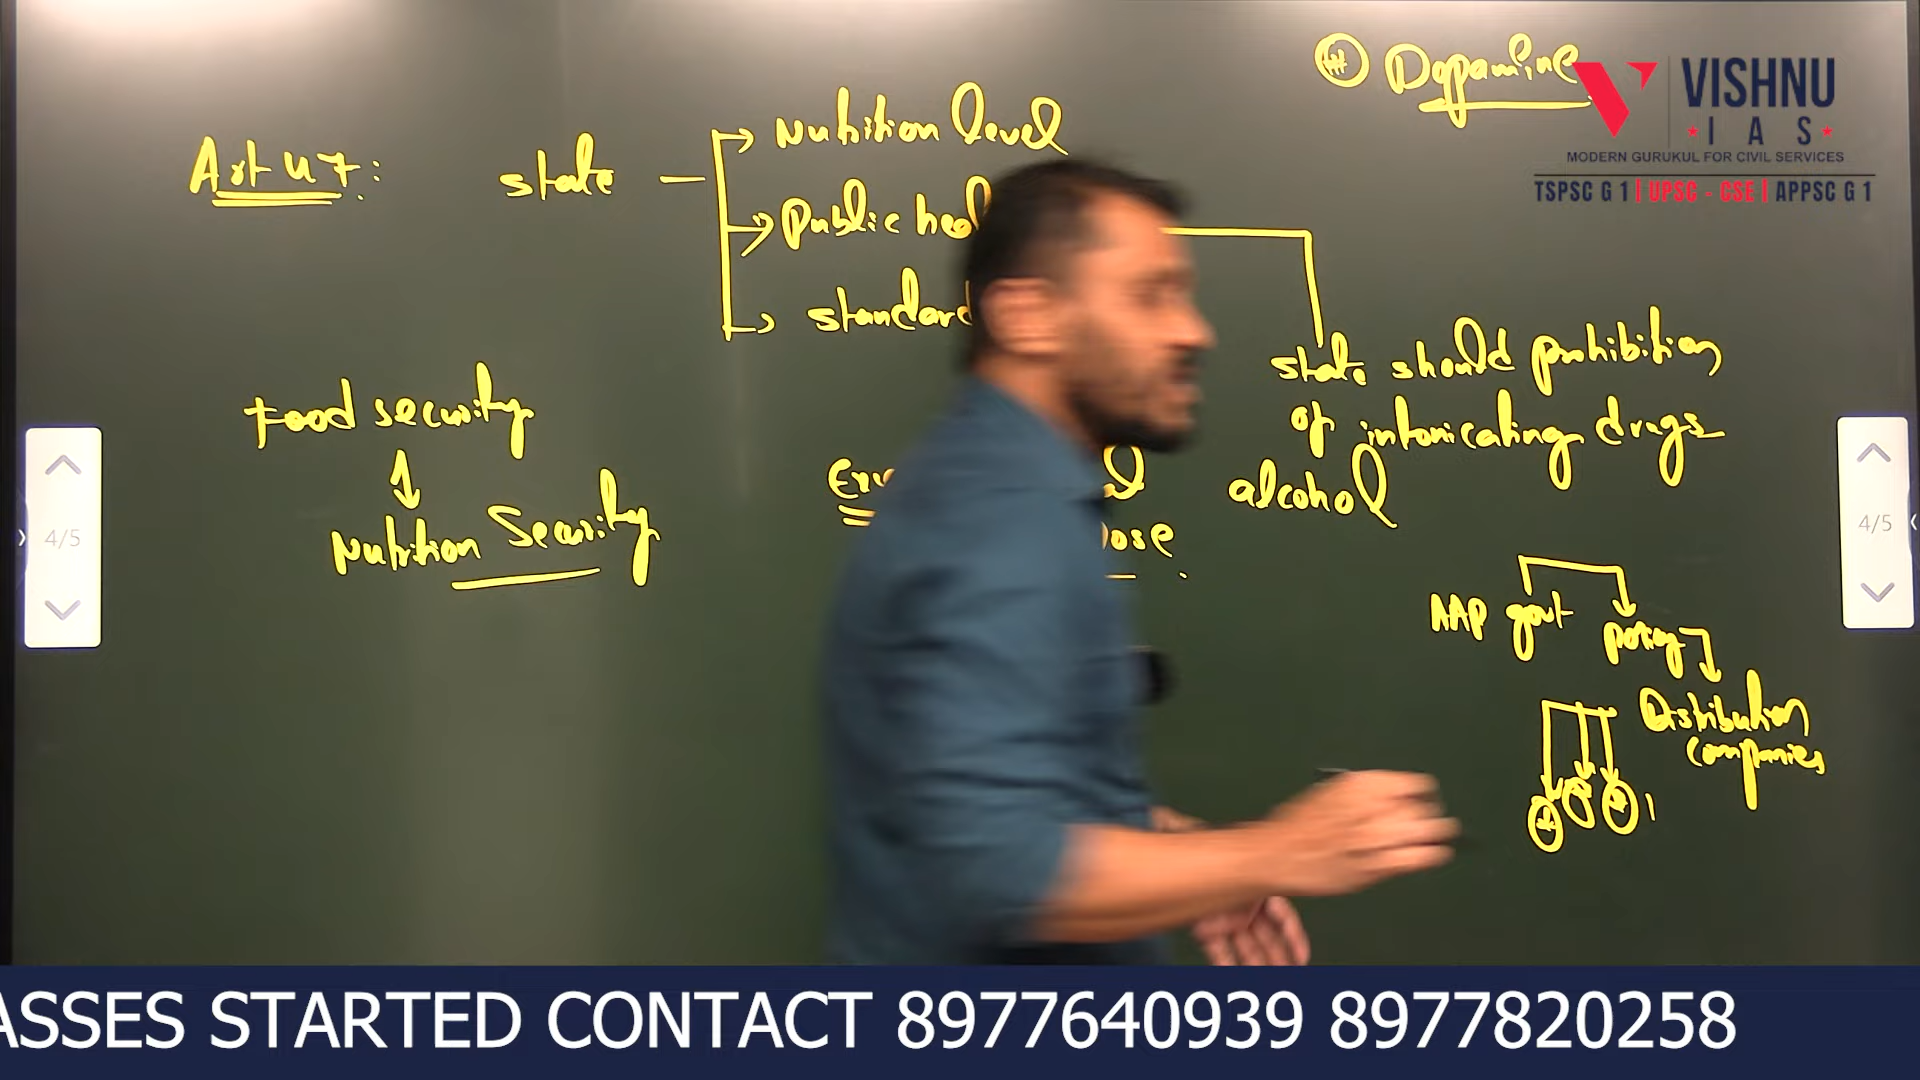 Dopamine
VISHNU
IAS
MODERN GURUKUL FOR CIVIL SERVICES
TSPSC G 1 | UPSC - CSE | APPSC G 1
Art 47:
state
Nutrition level
public heal
standard
state should prohibition
of intoxicating drugs
alcohol
Food security
Nutrition Security
ose
AAP govt
policy
Distribution
companies
4/5
4/5
ASSES STARTED CONTACT 8977640939 8977820258